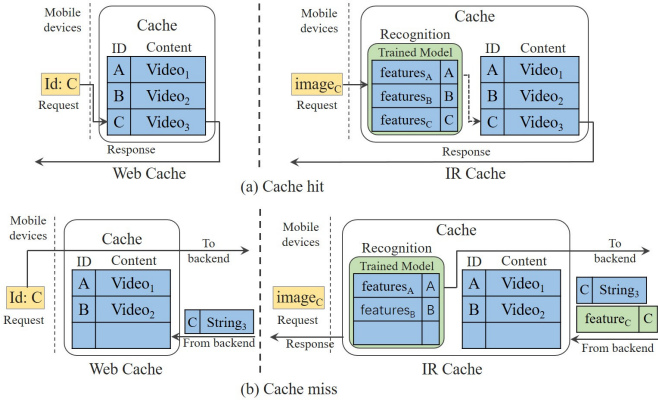 Mobile
devices
Cache
ID Content
A Video1
B Video2
C Video3
Id: C
Request
Response
Web Cache
Mobile
devices
Cache
Recognition
Trained Model
featuresA A
featuresB B
featuresC C
ID Content
A Video1
B Video2
C Video3
imageC
Request
Response
IR Cache
(a) Cache hit
Mobile
devices
Cache
To
backend
ID Content
A Video1
B Video2
Id: C
Request
C String3
From backend
Web Cache
Mobile
devices
Cache
Recognition
Trained Model
featuresA A
featuresB B
ID Content
A Video1
B Video2
To
backend
imageC
Request
Response
C String3
featureC C
From backend
IR Cache
(b) Cache miss